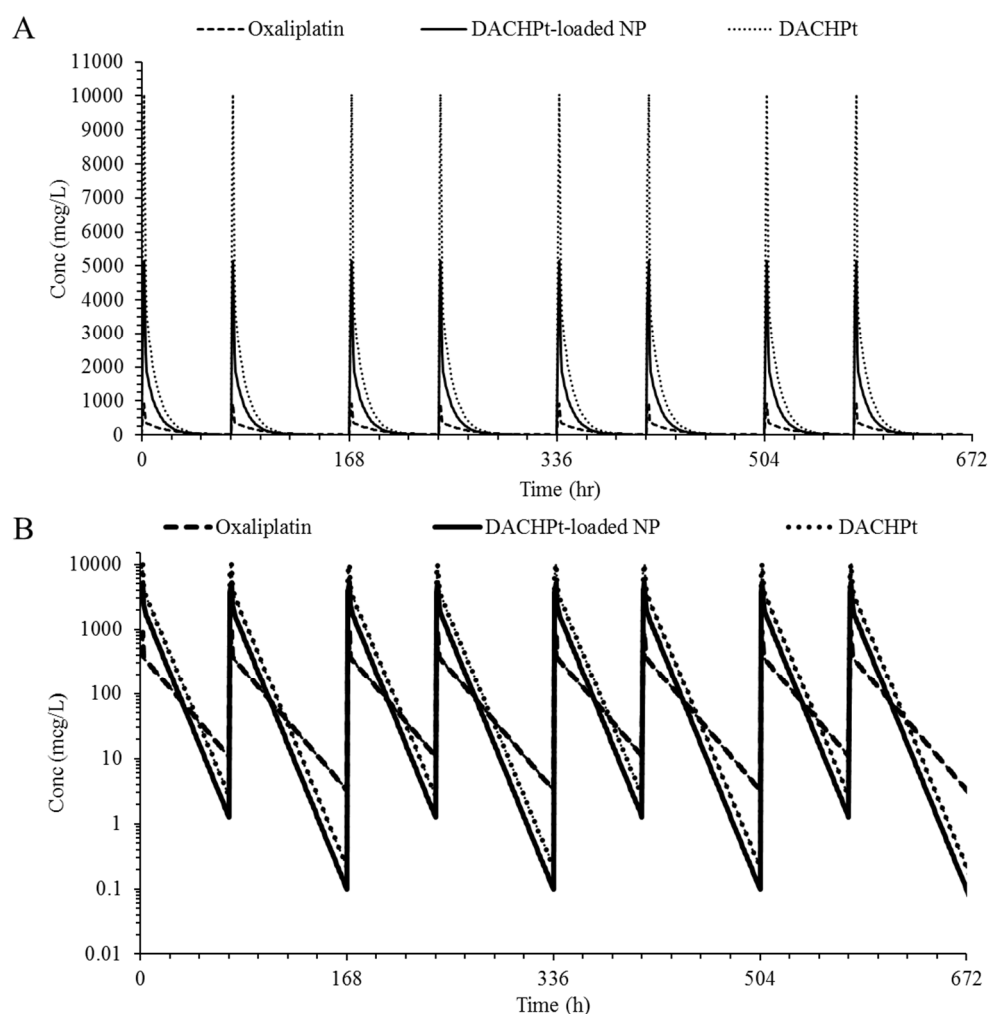 A
Oxaliplatin DACHPt-loaded NP DACHPt
11000
10000
9000
8000
7000
6000
5000
4000
3000
2000
1000
0
Conc (mcg/L)
0 168 336 504 672
Time (hr)
B
Oxaliplatin DACHPt-loaded NP DACHPt
10000
1000
100
10
1
0.1
0.01
Conc (mcg/L)
0 168 336 504 672
Time (h)